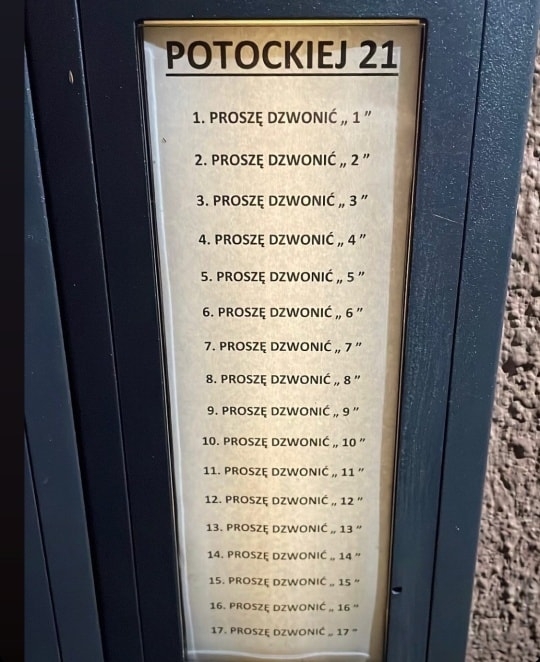 POTOCKIEJ 21
1. PROSZĘ DZWONIĆ „ 1 ”
2. PROSZĘ DZWONIĆ „ 2 ”
3. PROSZĘ DZWONIĆ „ 3 ”
4. PROSZĘ DZWONIĆ „ 4 ”
5. PROSZĘ DZWONIĆ „ 5 ”
6. PROSZĘ DZWONIĆ „ 6 ”
7. PROSZĘ DZWONIĆ „ 7 ”
8. PROSZĘ DZWONIĆ „ 8 ”
9. PROSZĘ DZWONIĆ „ 9 ”
10. PROSZĘ DZWONIĆ „ 10 ”
11. PROSZĘ DZWONIĆ „ 11 ”
12. PROSZĘ DZWONIĆ „ 12 ”
13. PROSZĘ DZWONIĆ „ 13 ”
14. PROSZĘ DZWONIĆ „ 14 ”
15. PROSZĘ DZWONIĆ „ 15 ”
16. PROSZĘ DZWONIĆ „ 16 ”
17. PROSZĘ DZWONIĆ „ 17 ”